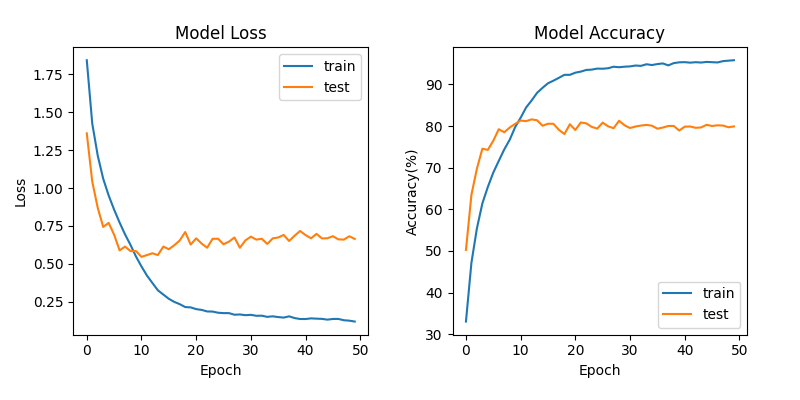 Model Loss
Loss
1.75
1.50
1.25
1.00
0.75
0.50
0.25
train
test
0 10 20 30 40 50
Epoch
Model Accuracy
Accuracy(%)
90
80
70
60
50
40
30
train
test
0 10 20 30 40 50
Epoch